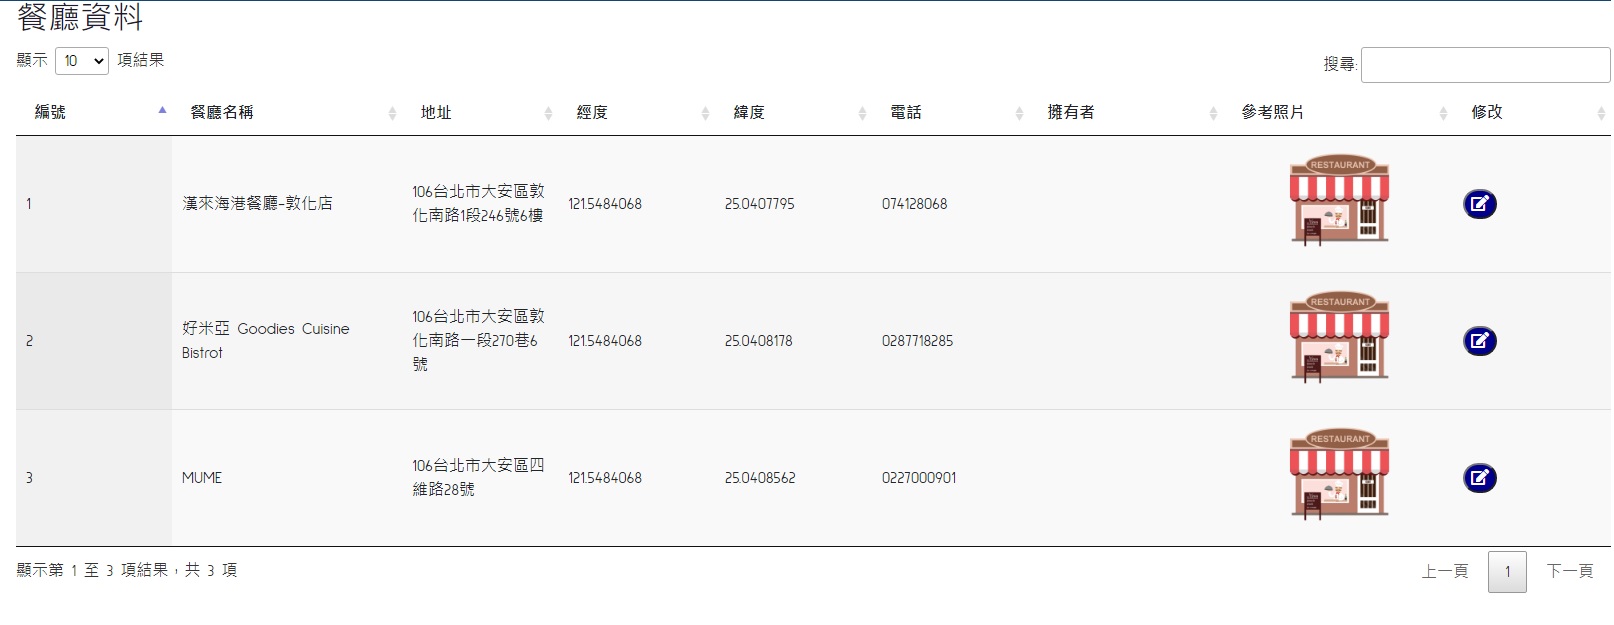 餐廳資料
顯示 10 項結果
搜尋:
編號 餐廳名稱 地址 經度 緯度 電話 擁有者 參考照片 修改
RESTAURANT
106台北市大安區敦
1 漢來海港餐廳-敦化店 121.5484068 25.0407795 074128068
化南路1段246號6樓
RESTAURANT
106台北市大安區敦
好米亞 Goodies Cuisine
2 化南路一段270巷6 121.5484068 25.0408178 0287718285
Bistrot
號
RESTAURANT
106台北市大安區四
3 MUME 121.5484068 25.0408562 0227000901
維路28號
顯示第 1 至 3 項結果，共 3 項
上一頁 1 下一頁